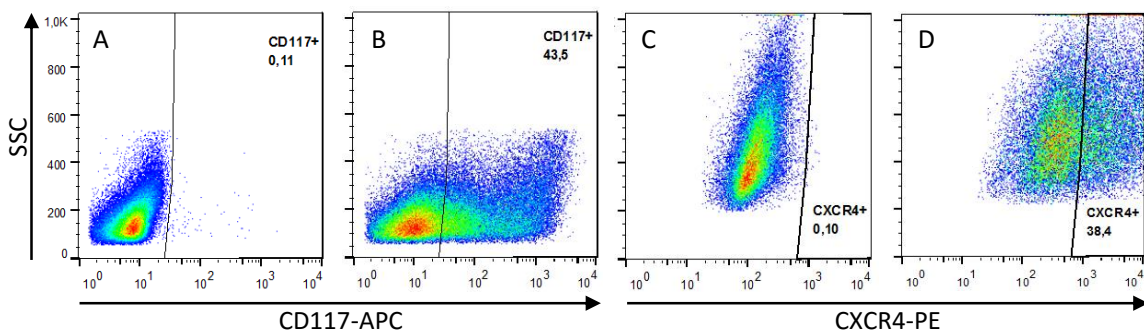 A
CD117+
0,11
B
CD117+
43,5
C
CXCR4+
0,10
D
CXCR4+
38,4
SSC
1,0K
800
600
400
200
0
10⁰ 10¹ 10² 10³ 10⁴
10⁰ 10¹ 10² 10³ 10⁴
10⁰ 10¹ 10² 10³ 10⁴
10⁰ 10¹ 10² 10³ 10⁴
CD117-APC
CXCR4-PE